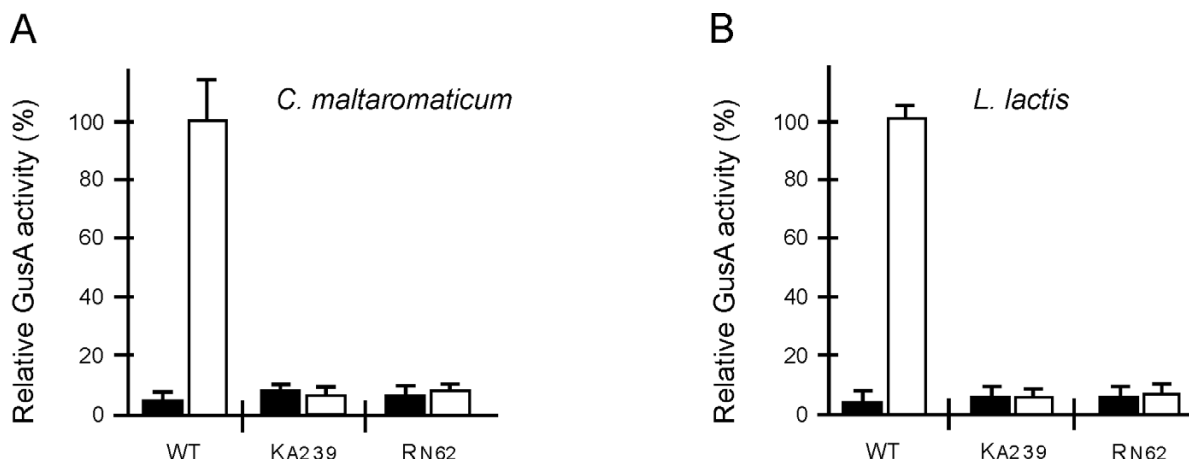 A
Relative GusA activity (%)
C. maltaromaticum
100
80
60
40
20
0
WT
KA239
RN62
B
Relative GusA activity (%)
L. lactis
100
80
60
40
20
0
WT
KA239
RN62